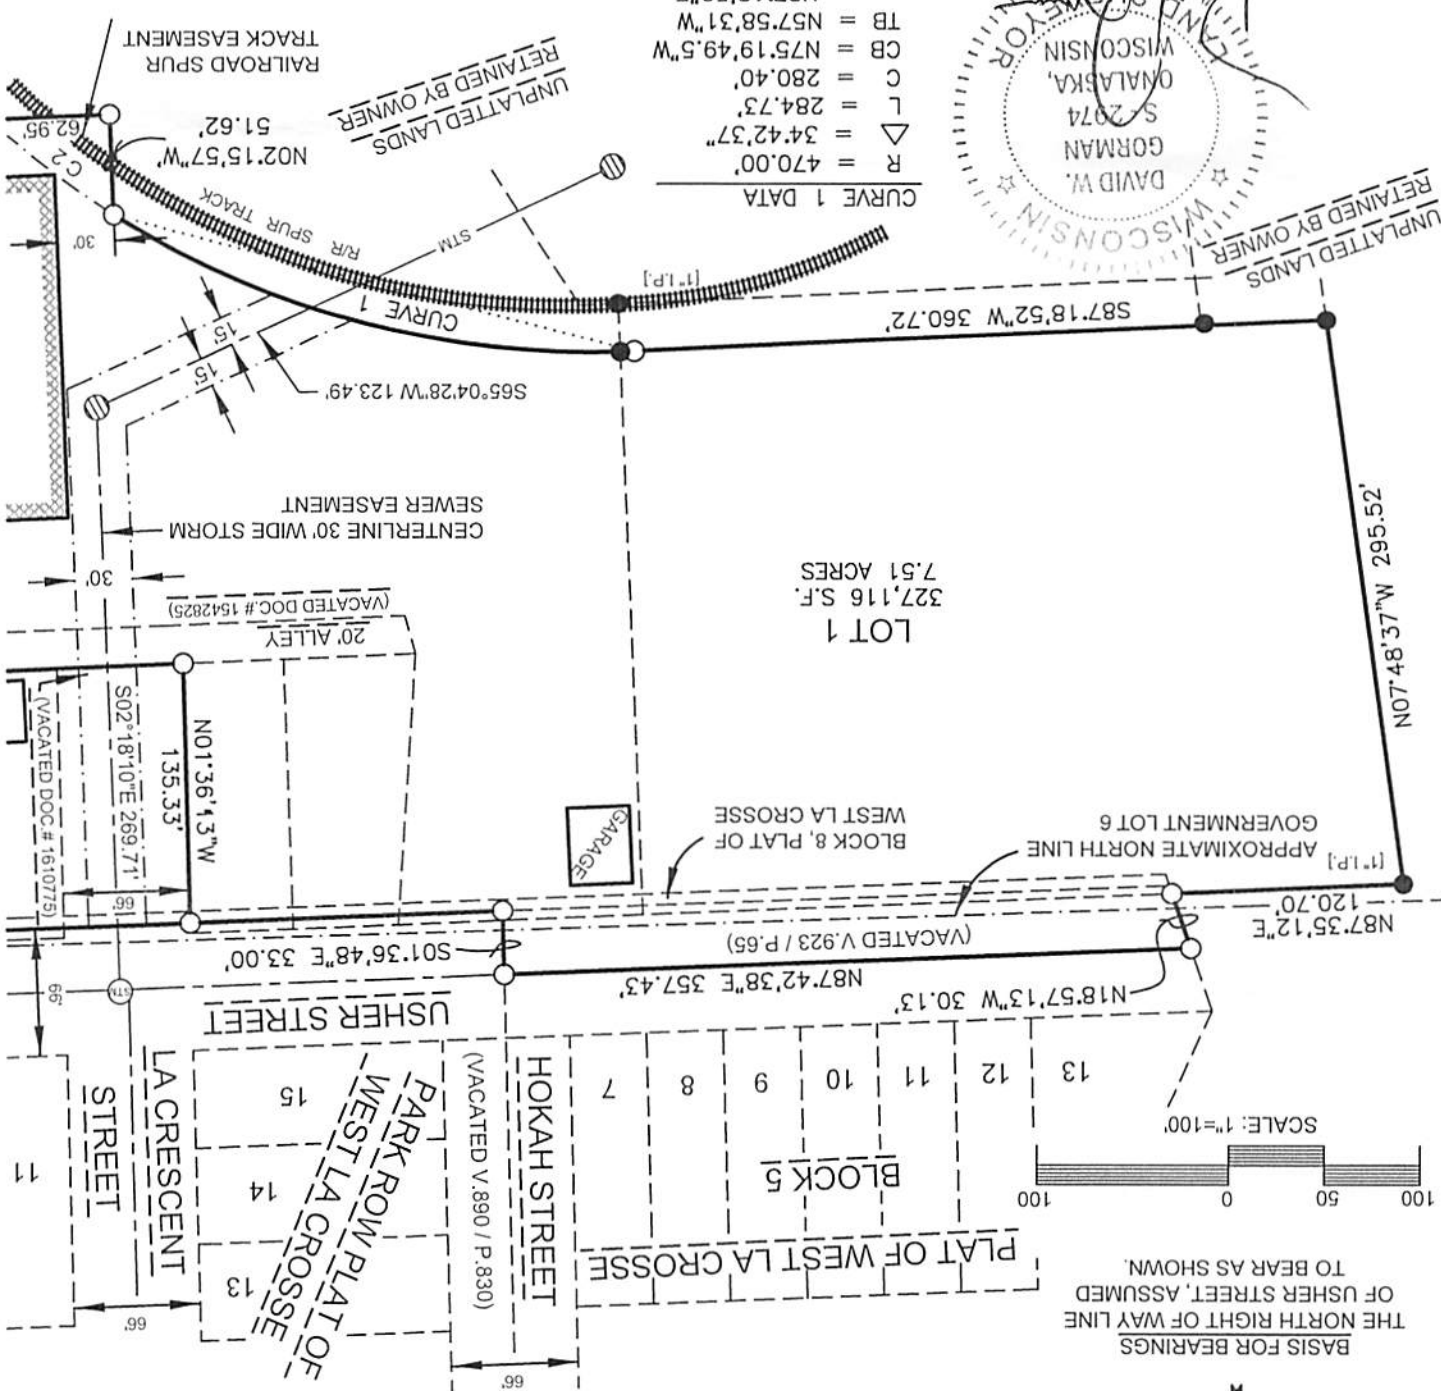 BASIS FOR BEARINGS
THE NORTH RIGHT OF WAY LINE
OF USHER STREET, ASSUMED
TO BEAR AS SHOWN.
100 50 0 100
SCALE: 1"=100'
PLAT OF WEST LA CROSSE
BLOCK 5
13 12 11 10 9 8 7
66'
HOKAH STREET
(VACATED V.890 / P.830)
PARK ROW PLAT OF
WEST LA CROSSE
13
14
15
66'
LA CRESCENT
STREET
11
USHER STREET
66'
STM
N18°57'13"W 30.13'
N87°42'38"E 357.43'
(VACATED V.923 / P.65)
S01°36'48"E 33.00'
N87°35'12"E
120.70'
[1" I.P.]
APPROXIMATE NORTH LINE
GOVERNMENT LOT 6
BLOCK 8, PLAT OF
WEST LA CROSSE
GARAGE
66'
N01°36'13"W
135.33'
S02°18'10"E 269.71'
(VACATED DOC.# 1610775)
20' ALLEY
(VACATED DOC.# 1542825)
30'
LOT 1
327,116 S.F.
7.51 ACRES
N07°48'37"W 295.52'
CENTERLINE 30' WIDE STORM
SEWER EASEMENT
S65°04'28"W 123.49'
15'
15'
S87°18'52"W 360.72'
[1" I.P.]
CURVE 1
R/R SPUR TRACK
STM
30'
C 2
N02°15'57"W
51.62'
62.95'
RAILROAD SPUR
TRACK EASEMENT
UNPLATTED LANDS
RETAINED BY OWNER
UNPLATTED LANDS
RETAINED BY OWNER
CURVE 1 DATA
R = 470.00'
△ = 34°42'37"
L = 284.73'
C = 280.40'
CB = N75°19'49.5"W
TB = N57°58'31"W
WISCONSIN
DAVID W.
GORMAN
S-2974
ONALASKA,
WISCONSIN
LAND SURVEYOR